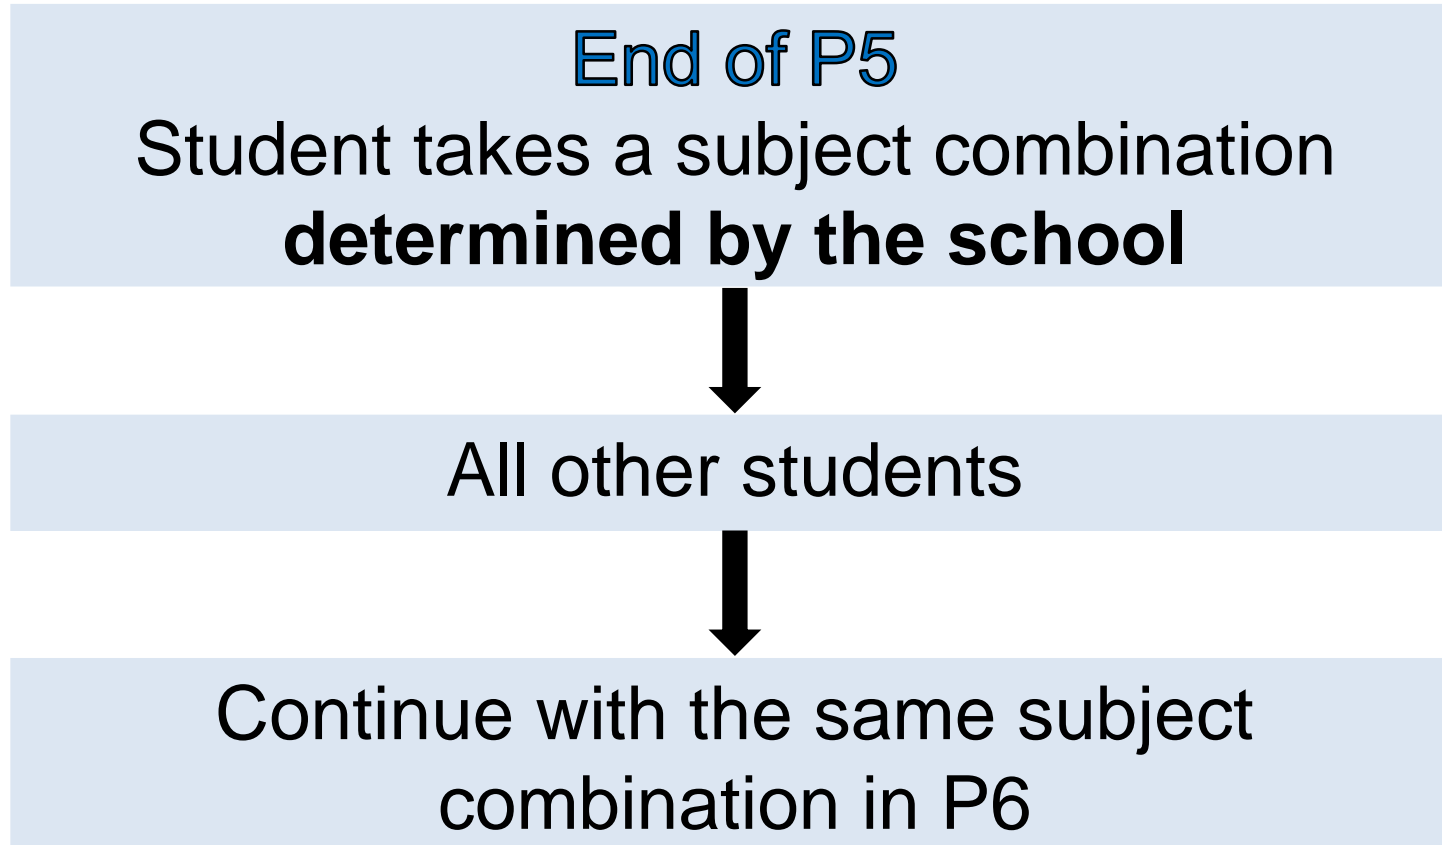 End of P5
Student takes a subject combination
determined by the school
All other students
Continue with the same subject
combination in P6